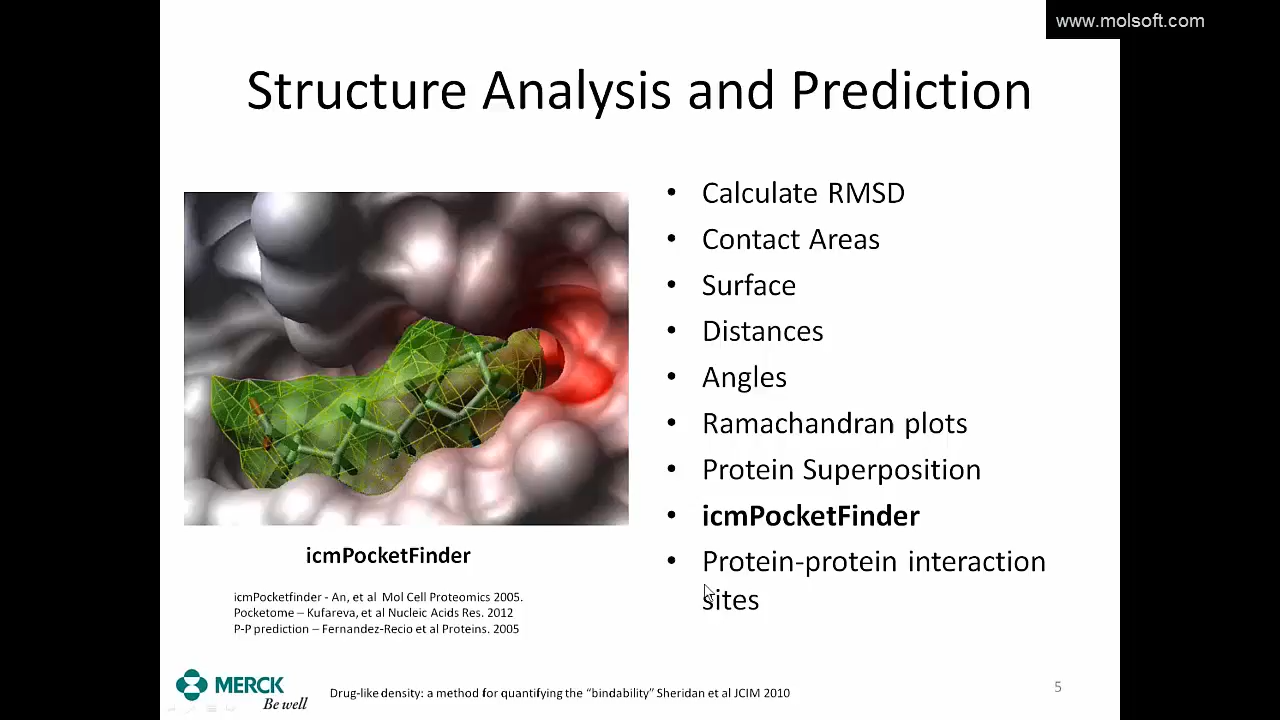 www.molsoft.com
Structure Analysis and Prediction
• Calculate RMSD
• Contact Areas
• Surface
• Distances
• Angles
• Ramachandran plots
• Protein Superposition
• icmPocketFinder
• Protein-protein interaction
sites
icmPocketFinder
icmPocketfinder - An, et al Mol Cell Proteomics 2005.
Pocketome – Kufareva, et al Nucleic Acids Res. 2012
P-P prediction – Fernandez-Recio et al Proteins. 2005
MERCK
Be well
Drug-like density: a method for quantifying the “bindability” Sheridan et al JCIM 2010
5